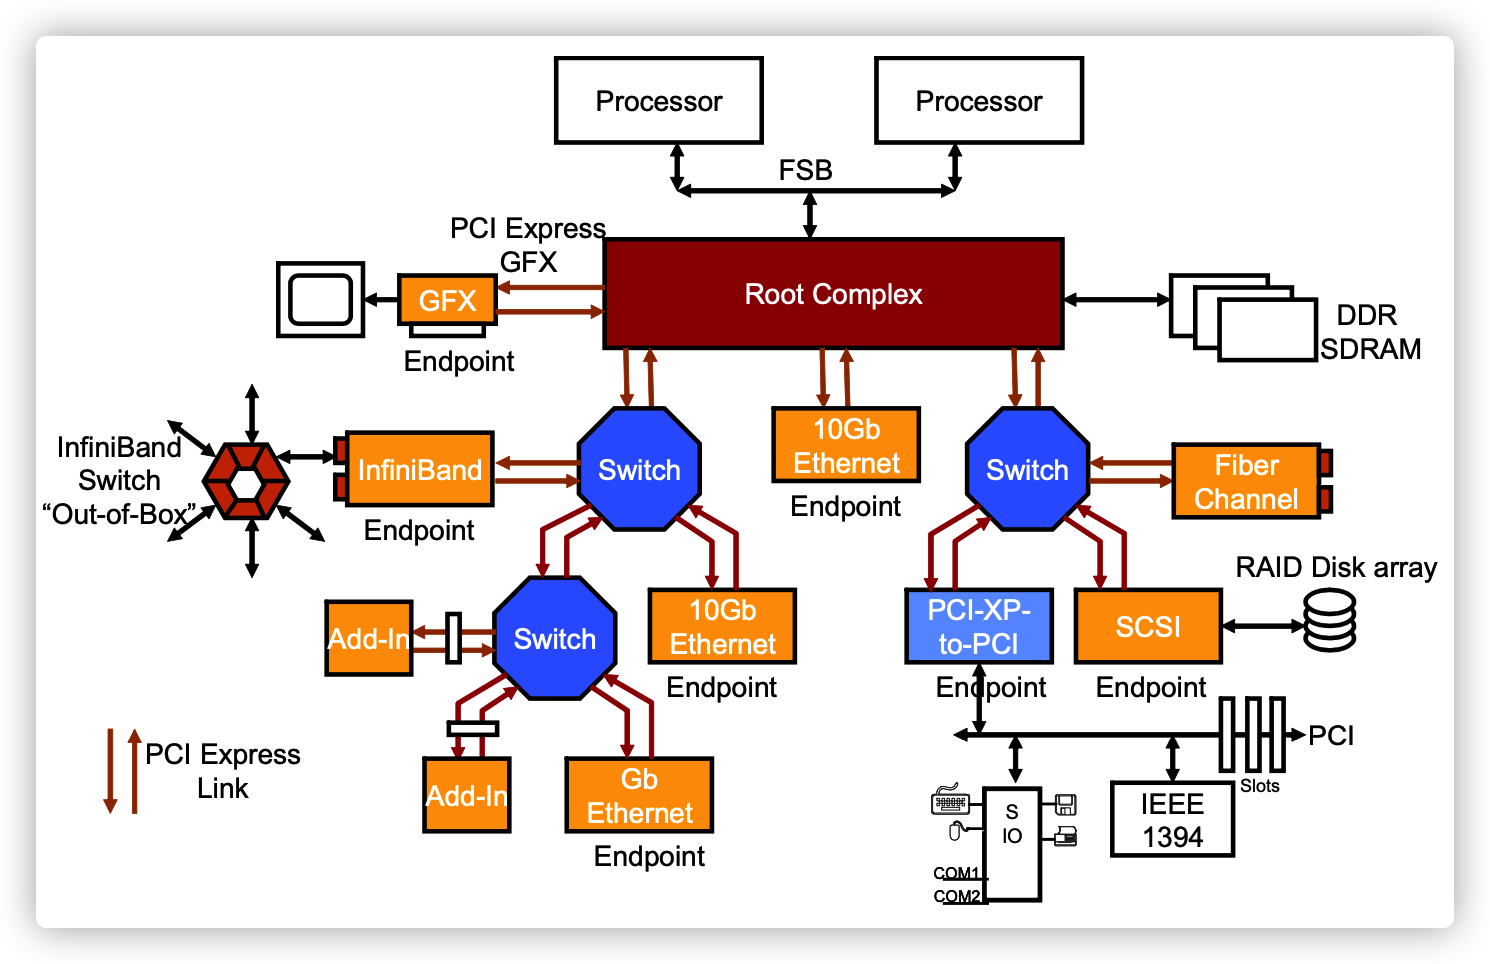 Processor
Processor
FSB
PCI Express
GFX
Root Complex
GFX
Endpoint
DDR
SDRAM
InfiniBand
Switch
“Out-of-Box”
InfiniBand
Endpoint
Switch
10Gb
Ethernet
Endpoint
Switch
Fiber
Channel
RAID Disk array
Add-In
Switch
10Gb
Ethernet
Endpoint
PCI-XP-
to-PCI
Endpoint
SCSI
Endpoint
PCI Express
Link
Add-In
Gb
Ethernet
Endpoint
PCI
Slots
S
IO
COM1
COM2
IEEE
1394